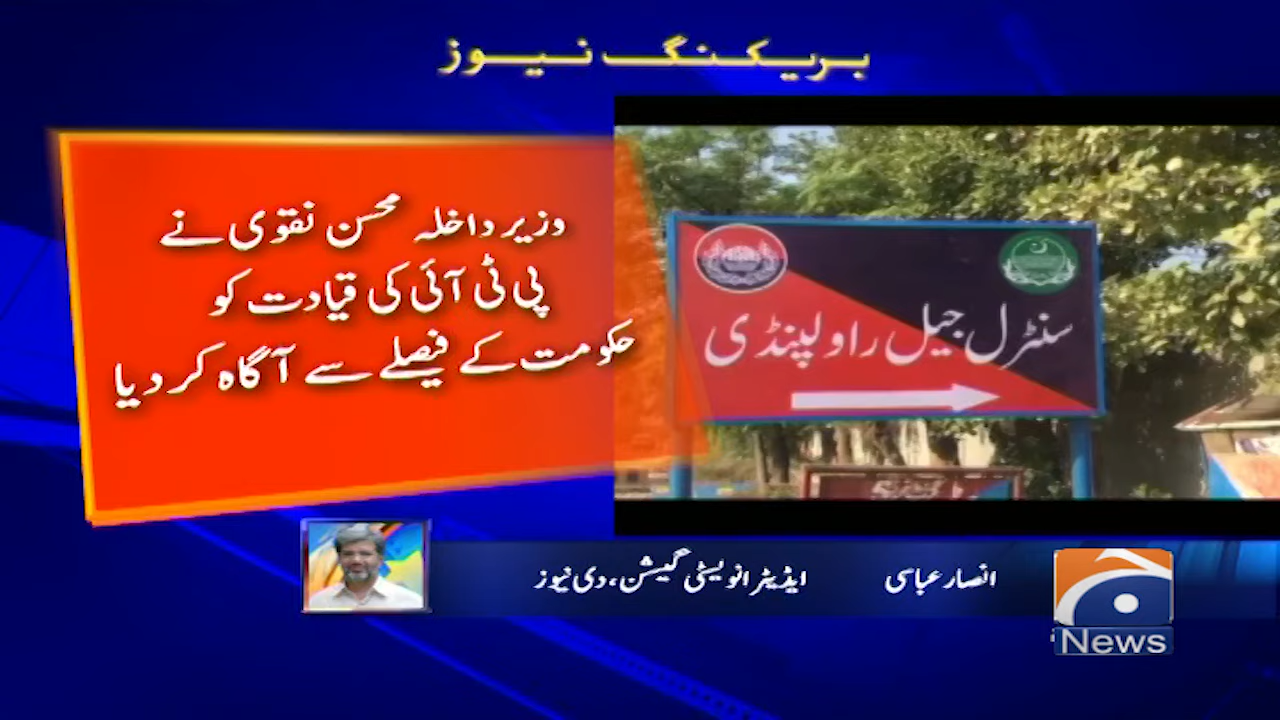 بریکنگ نیوز
وزیر داخلہ محسن نقوی نے
پی ٹی آئی کی قیادت کو
حکومت کے فیصلے سے آگاہ کر دیا
سنٹرل جیل راولپنڈی
انصار عباسی
ایڈیٹر انویسٹی گیشن، دی نیوز
News